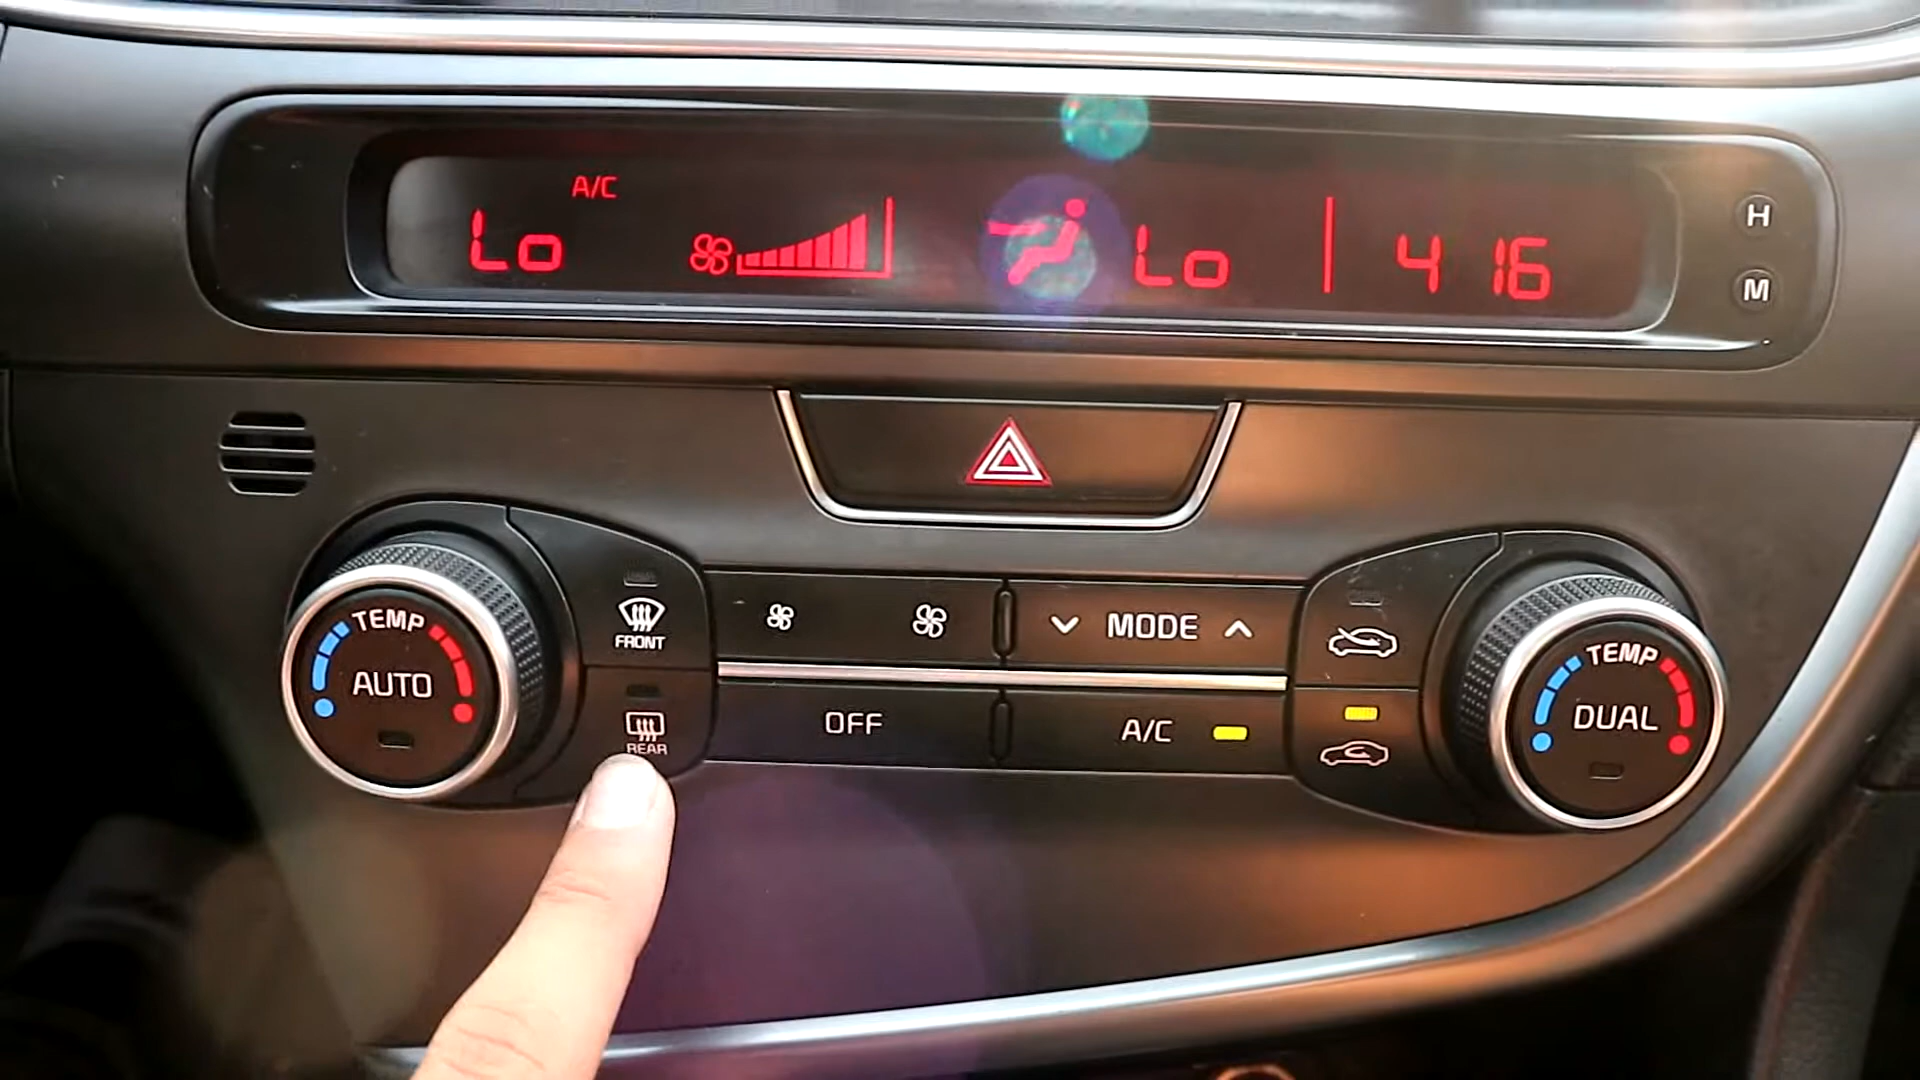 A/C
Lo
Lo
4 16
H
M
TEMP
AUTO
FRONT
REAR
MODE
OFF
A/C
TEMP
DUAL